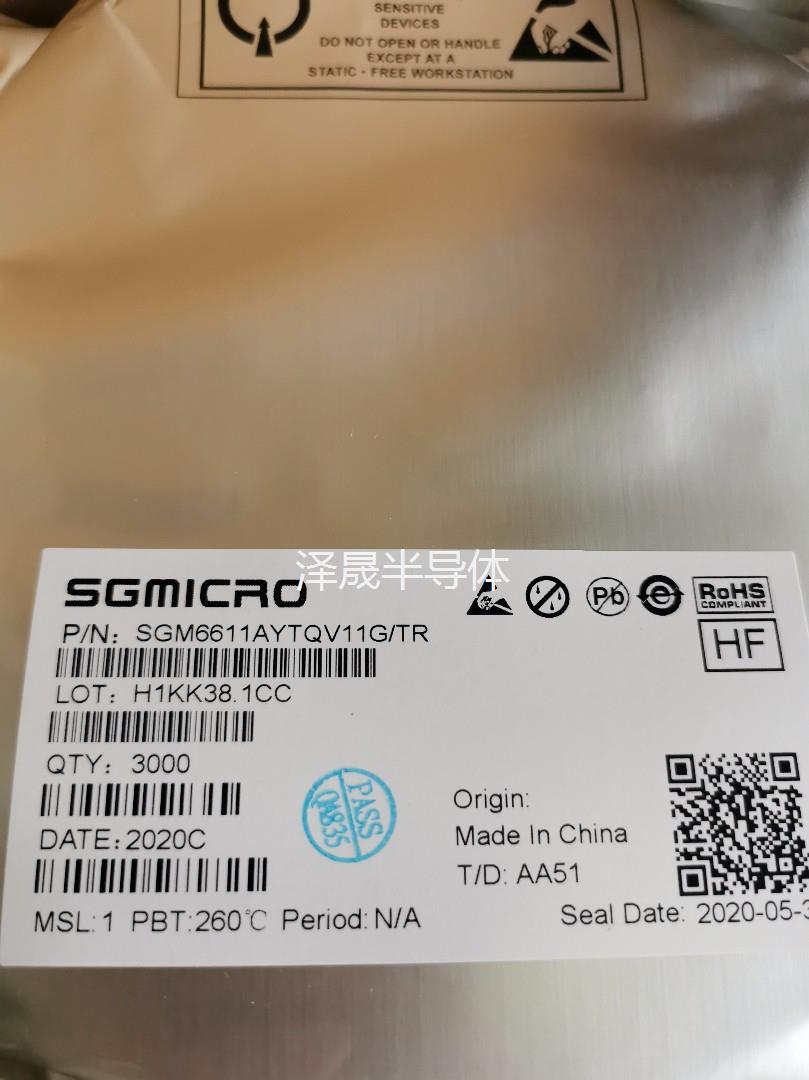 SENSITIVE
DEVICES
DO NOT OPEN OR HANDLE
EXCEPT AT A
STATIC - FREE WORKSTATION
泽晟半导体
SGMICRO
Pb
e
RoHS
COMPLIANT
HF
P/N: SGM6611AYTQV11G/TR
LOT: H1KK38.1CC
QTY: 3000
PASS
QA835
DATE:2020C
Origin:
Made In China
T/D: AA51
MSL:1 PBT:260℃ Period:N/A
Seal Date: 2020-05-3